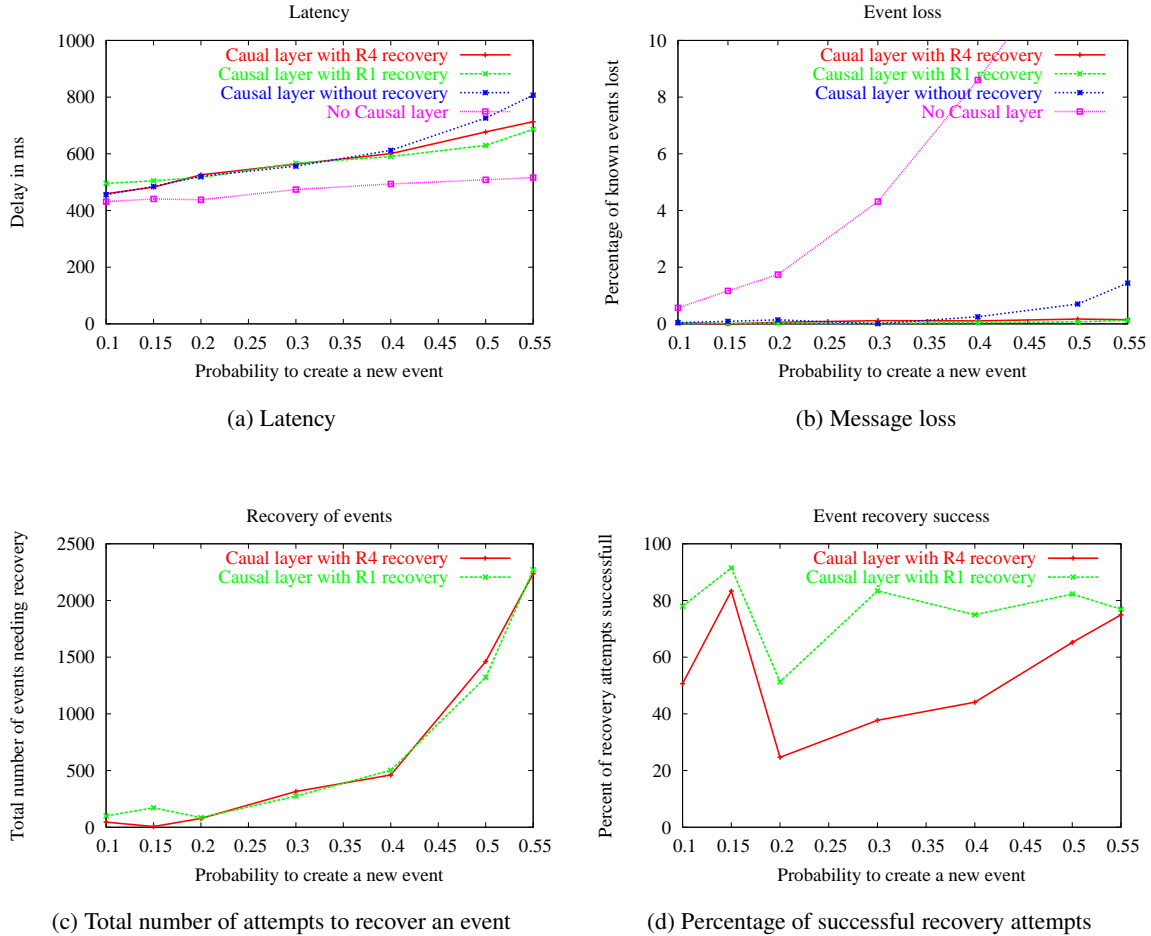 Latency
1000
800
600
400
200
0
0.1 0.15 0.2 0.25 0.3 0.35 0.4 0.45 0.5 0.55
Delay in ms
Probability to create a new event
Caual layer with R4 recovery
Causal layer with R1 recovery
Causal layer without recovery
No Causal layer
(a) Latency
Event loss
10
8
6
4
2
0
0.1 0.15 0.2 0.25 0.3 0.35 0.4 0.45 0.5 0.55
Percentage of known events lost
Probability to create a new event
Caual layer with R4 recovery
Causal layer with R1 recovery
Causal layer without recovery
No Causal layer
(b) Message loss
Recovery of events
2500
2000
1500
1000
500
0
0.1 0.15 0.2 0.25 0.3 0.35 0.4 0.45 0.5 0.55
Total number of events needing recovery
Probability to create a new event
Caual layer with R4 recovery
Causal layer with R1 recovery
(c) Total number of attempts to recover an event
Event recovery success
100
80
60
40
20
0
0.1 0.15 0.2 0.25 0.3 0.35 0.4 0.45 0.5 0.55
Percent of recovery attempts successfull
Probability to create a new event
Caual layer with R4 recovery
Causal layer with R1 recovery
(d) Percentage of successful recovery attempts